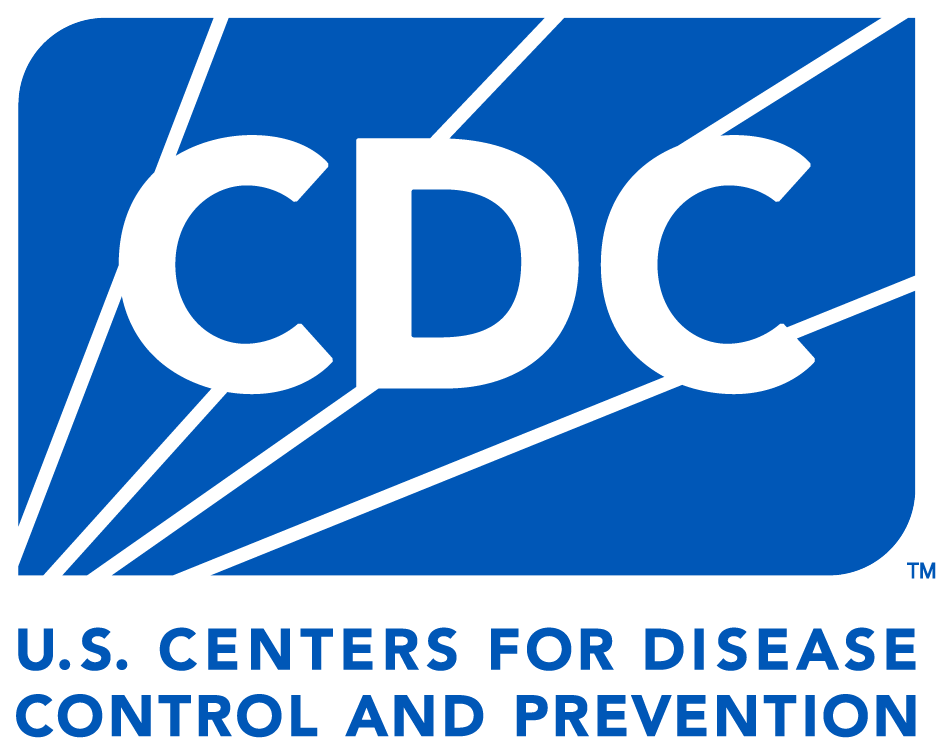 CDC
TM
U.S. CENTERS FOR DISEASE
CONTROL AND PREVENTION